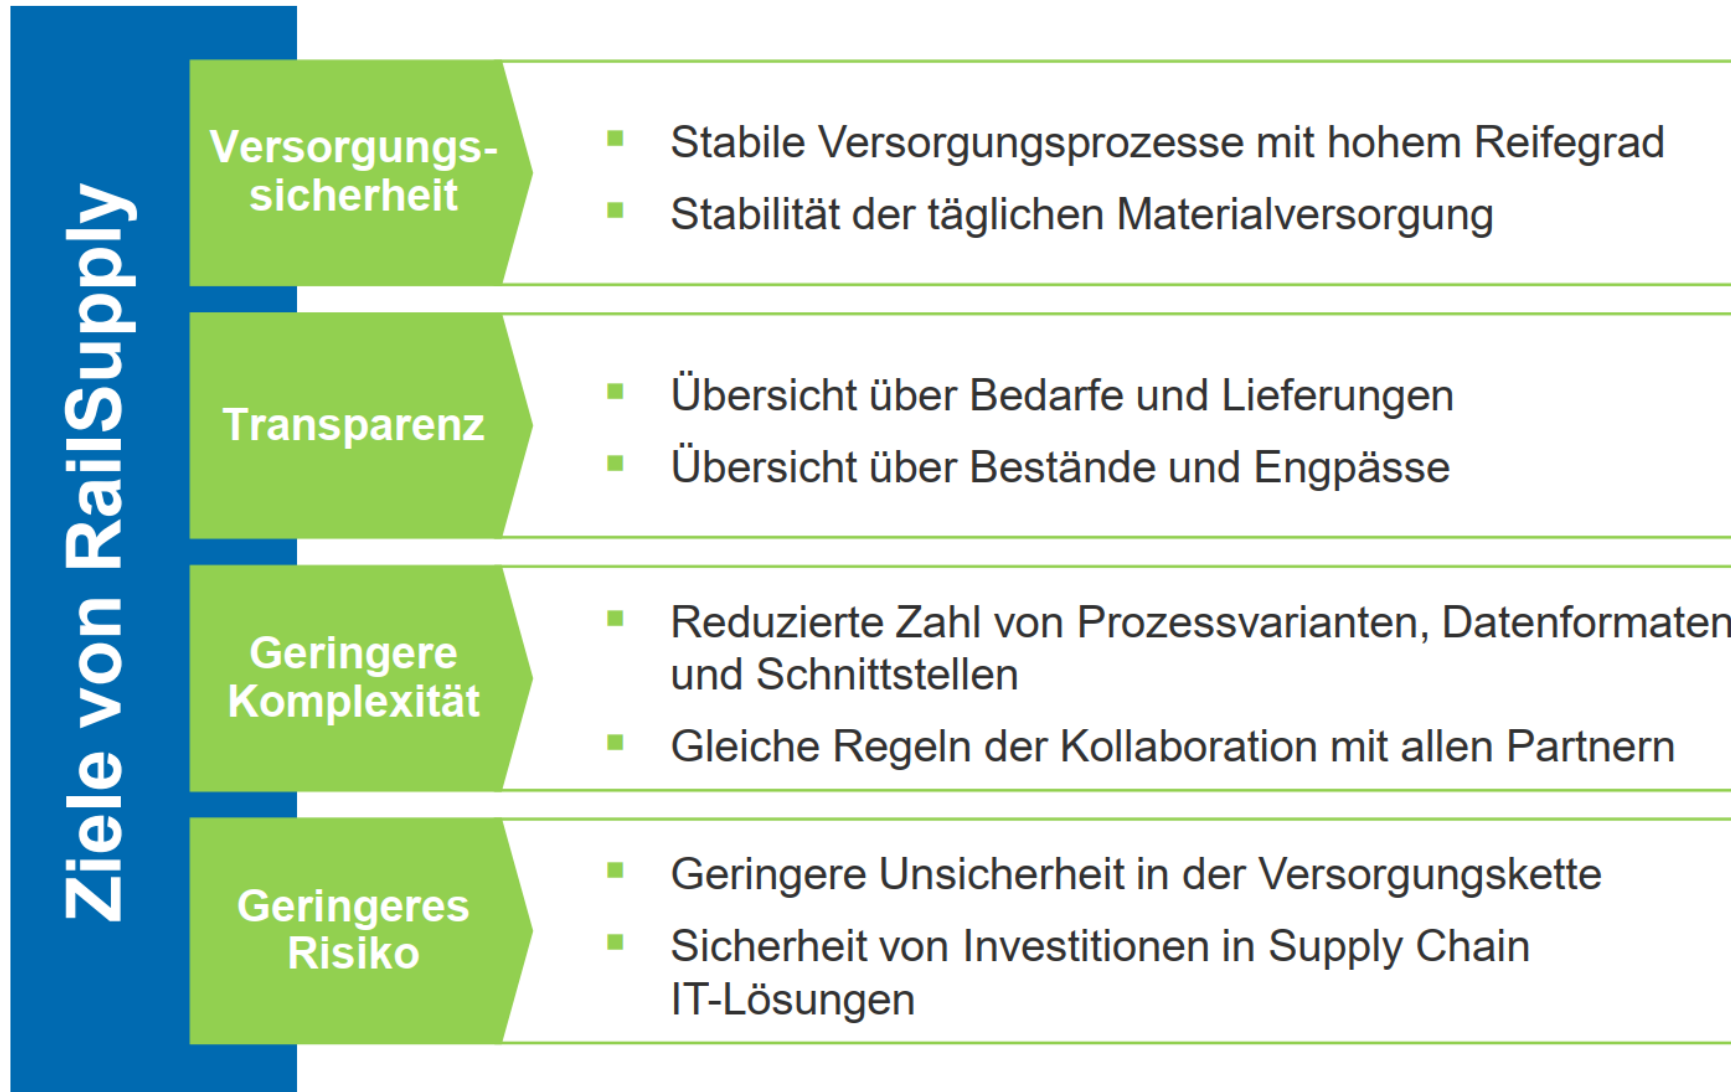 Ziele von RailSupply
Versorgungs-
sicherheit
Stabile Versorgungsprozesse mit hohem Reifegrad
Stabilität der täglichen Materialversorgung
Transparenz
Übersicht über Bedarfe und Lieferungen
Übersicht über Bestände und Engpässe
Geringere
Komplexität
Reduzierte Zahl von Prozessvarianten, Datenformaten
und Schnittstellen
Gleiche Regeln der Kollaboration mit allen Partnern
Geringeres
Risiko
Geringere Unsicherheit in der Versorgungskette
Sicherheit von Investitionen in Supply Chain
IT-Lösungen